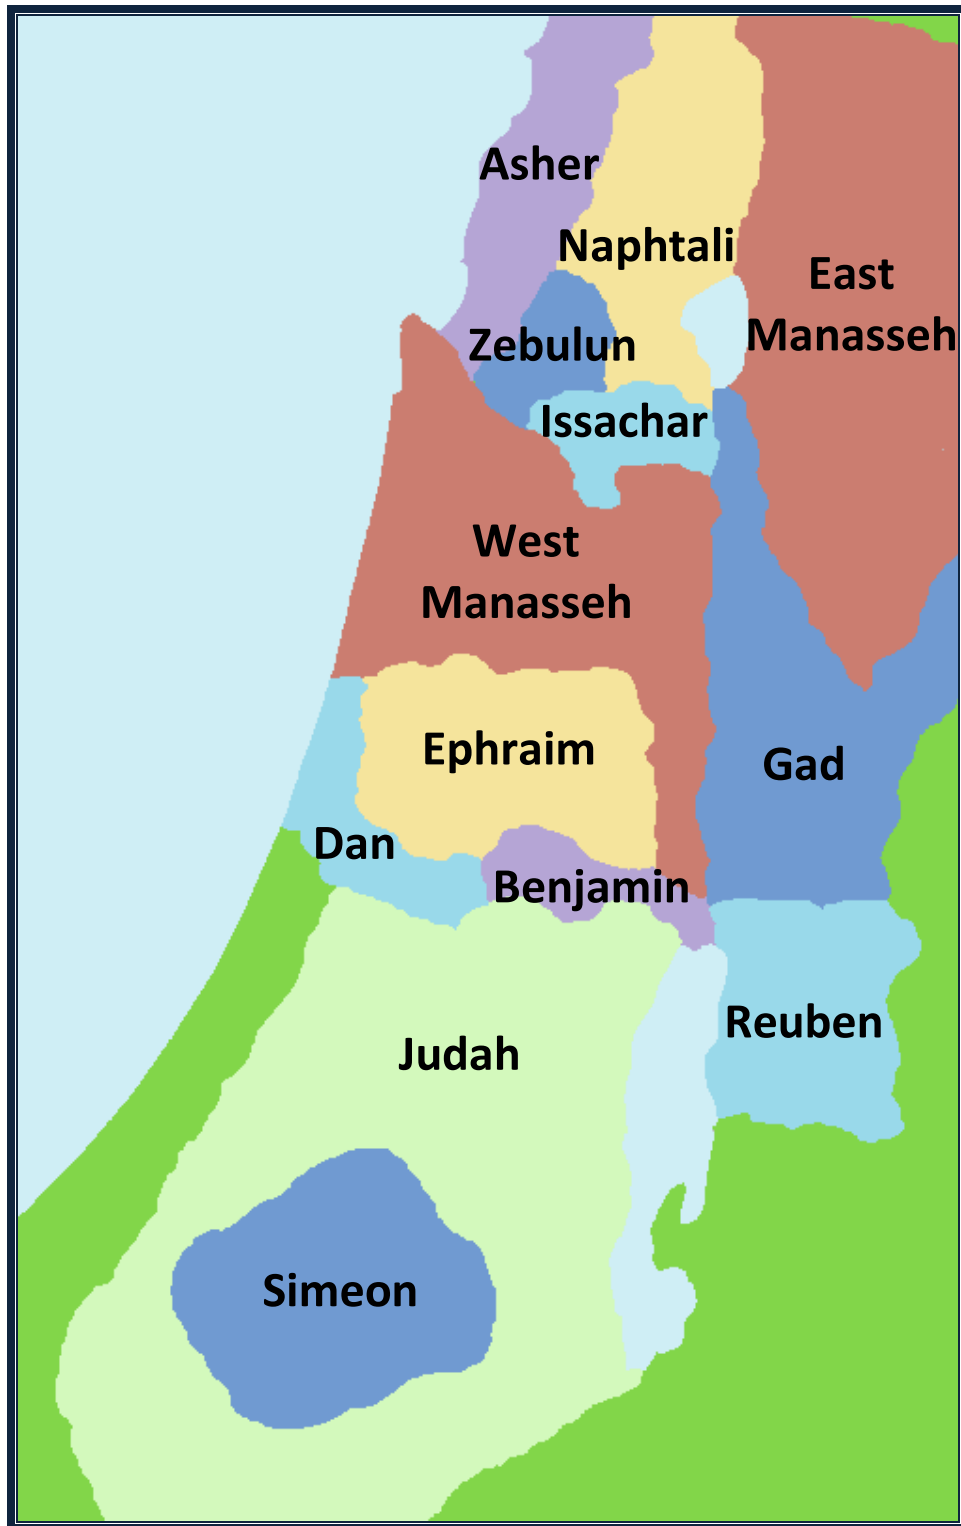 Asher
Naphtali
East
Manasseh
Zebulun
Issachar
West
Manasseh
Ephraim
Gad
Dan
Benjamin
Reuben
Judah
Simeon